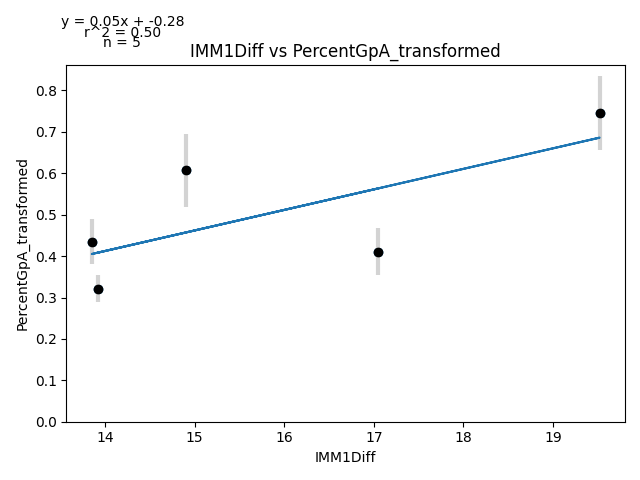 y = 0.05x + -0.28
r^2 = 0.50
n = 5
IMM1Diff vs PercentGpA_transformed
PercentGpA_transformed
0.8
0.7
0.6
0.5
0.4
0.3
0.2
0.1
0.0
14 15 16 17 18 19
IMM1Diff